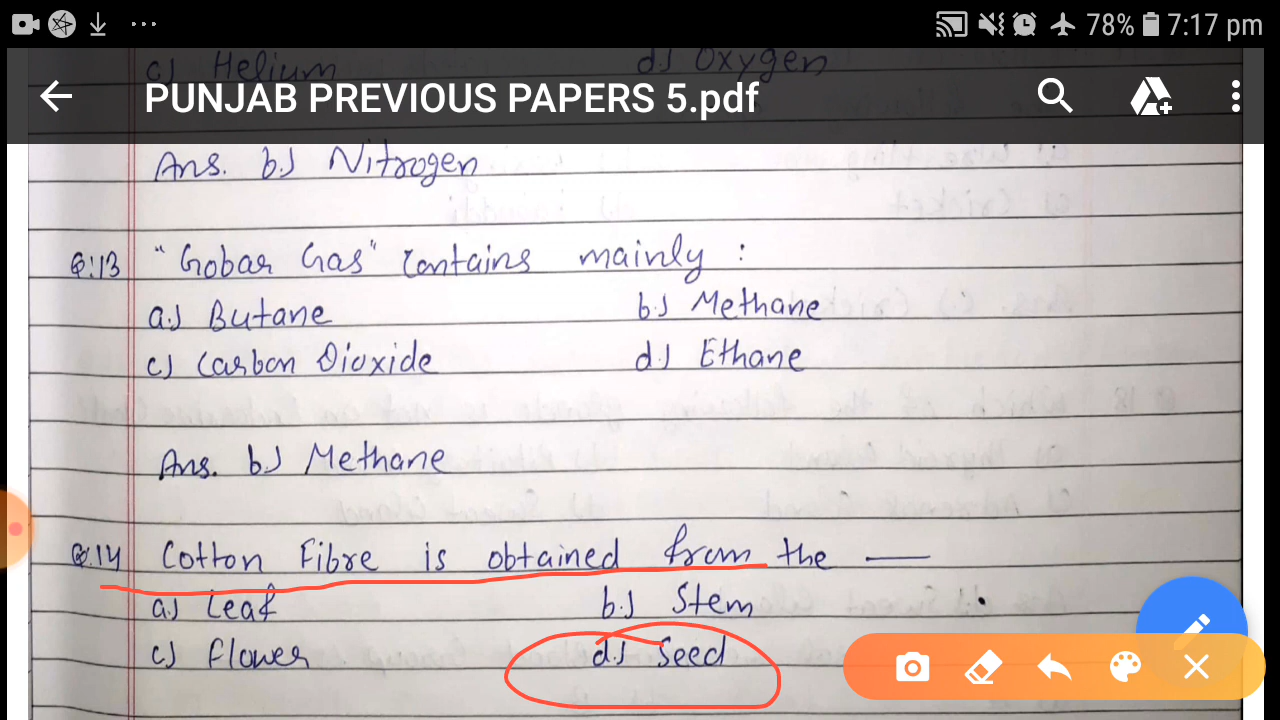 78% 7:17 pm
c) Helium d.) Oxygen
PUNJAB PREVIOUS PAPERS 5.pdf
Ans. b.) Nitrogen
Q:13 "Gobar Gas" Contains mainly :
a.) Butane b.) Methane
c) Carbon Dioxide d.) Ethane
Ans. b.) Methane
Q:14 Cotton Fibre is obtained from the —
a.) Leaf b.) Stem
c) Flower d.) Seed